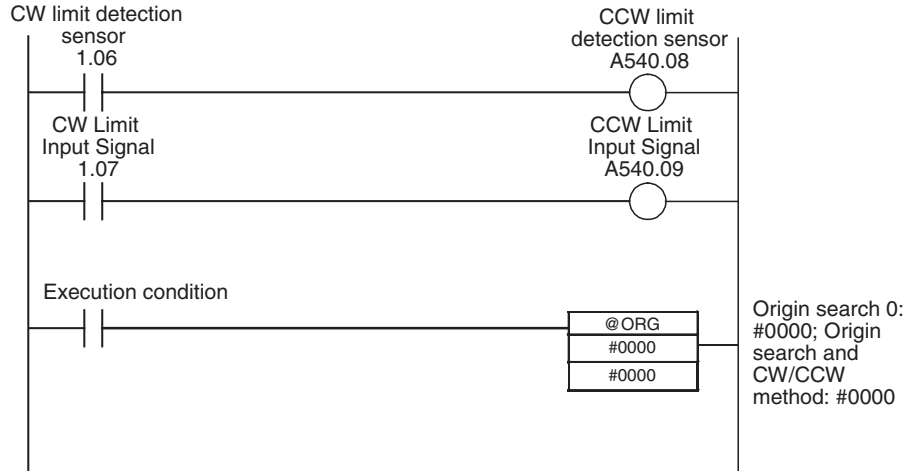 CW limit detection
sensor
1.06
CCW limit
detection sensor
A540.08
CW Limit
Input Signal
1.07
CCW Limit
Input Signal
A540.09
Execution condition
@ORG
#0000
#0000
Origin search 0:
#0000; Origin
search and
CW/CCW
method: #0000